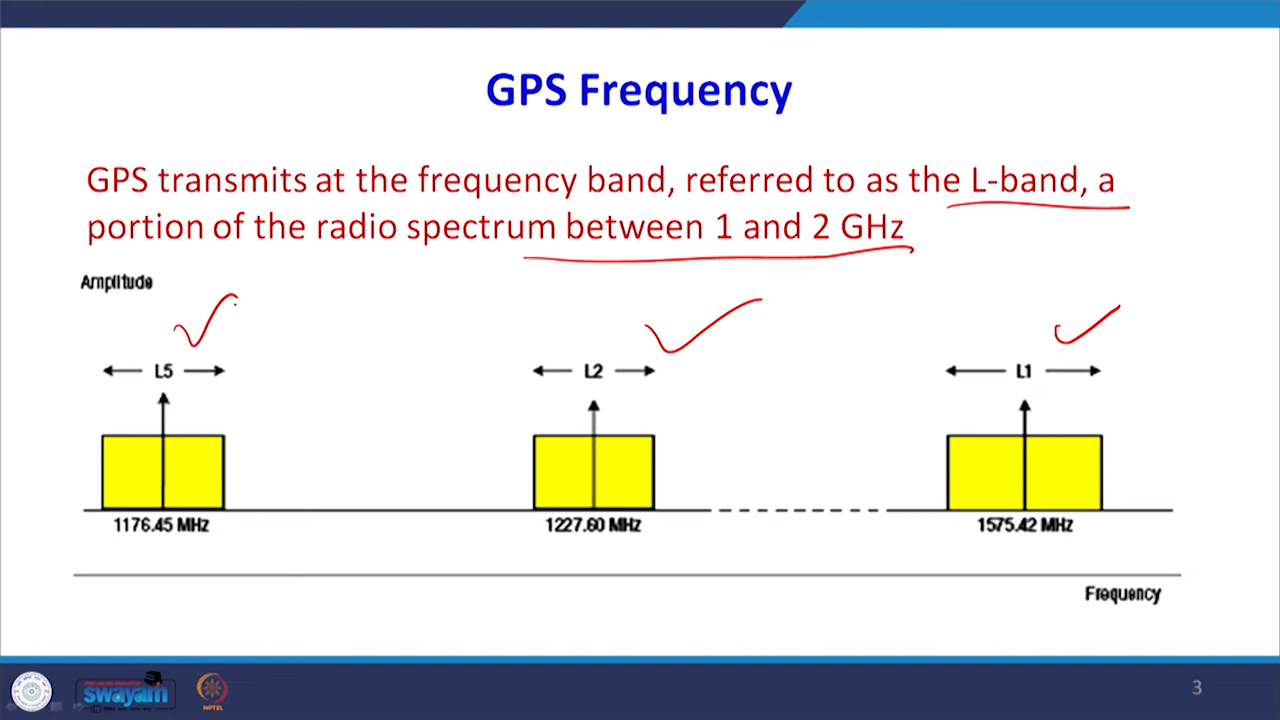 GPS Frequency
GPS transmits at the frequency band, referred to as the L-band, a
portion of the radio spectrum between 1 and 2 GHz
Amplitude
L5
L2
L1
1176.45 MHz
1227.60 MHz
1575.42 MHz
Frequency
swayam
NPTEL
3